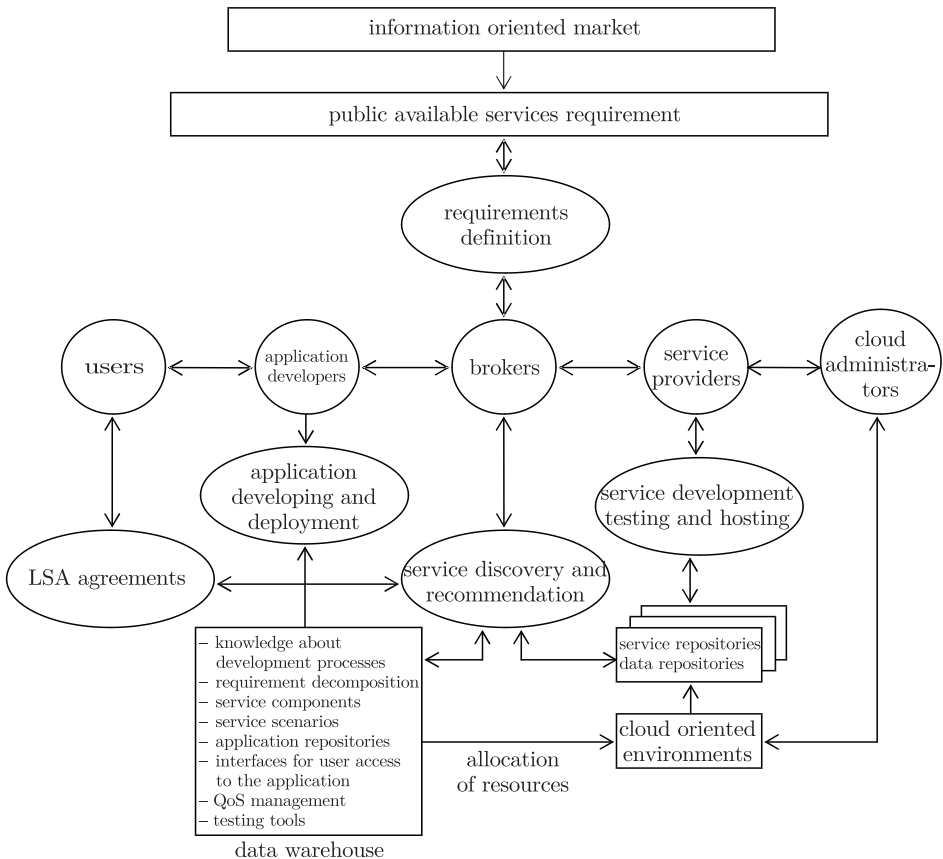 information oriented market
public available services requirement
requirements
definition
users
application
developers
brokers
service
providers
cloud
administra-
tors
application
developing and
deployment
service development
testing and hosting
LSA agreements
service discovery and
recommendation
– knowledge about
development processes
– requirement decomposition
– service components
– service scenarios
– application repositories
– interfaces for user access
to the application
– QoS management
– testing tools
data warehouse
service repositories
data repositories
cloud oriented
environments
allocation
of resources